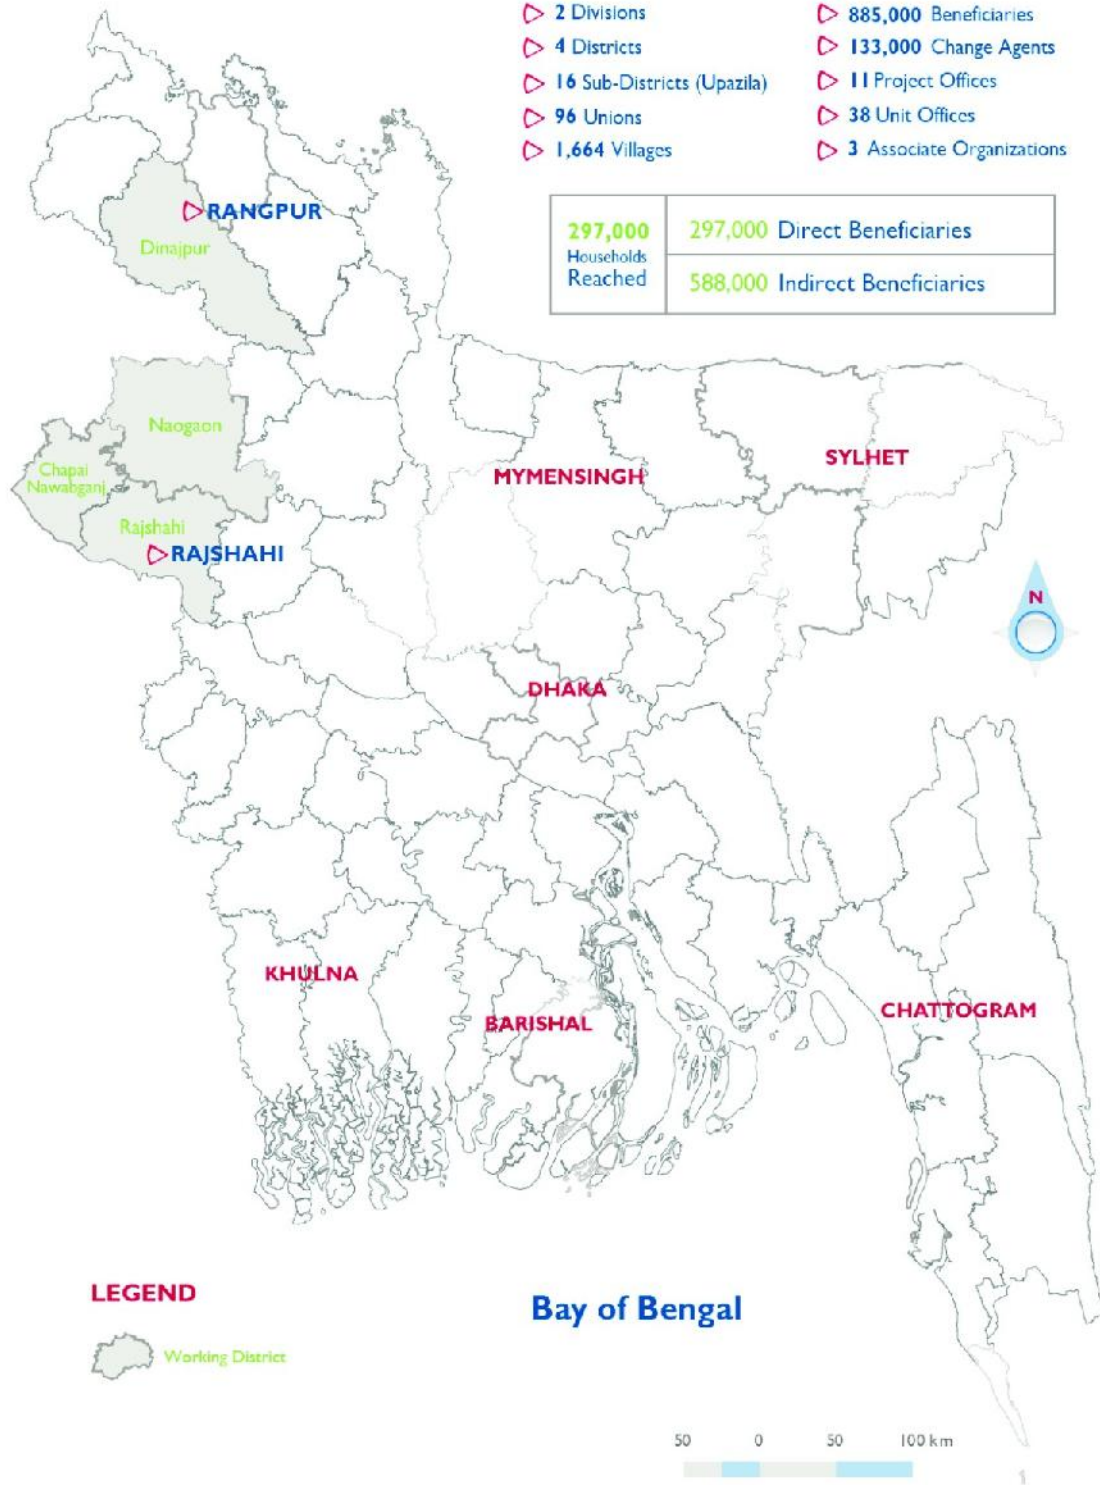 2 Divisions
4 Districts
16 Sub-Districts (Upazila)
96 Unions
1,664 Villages
885,000 Beneficiaries
133,000 Change Agents
11 Project Offices
38 Unit Offices
3 Associate Organizations
297,000
Households
Reached
297,000 Direct Beneficiaries
588,000 Indirect Beneficiaries
RANGPUR
Dinajpur
Naogaon
Chapai
Nawabganj
Rajshahi
RAJSHAHI
MYMENSINGH
SYLHET
N
DHAKA
KHULNA
BARISHAL
CHATTOGRAM
LEGEND
Working District
Bay of Bengal
50 0 50 100 km